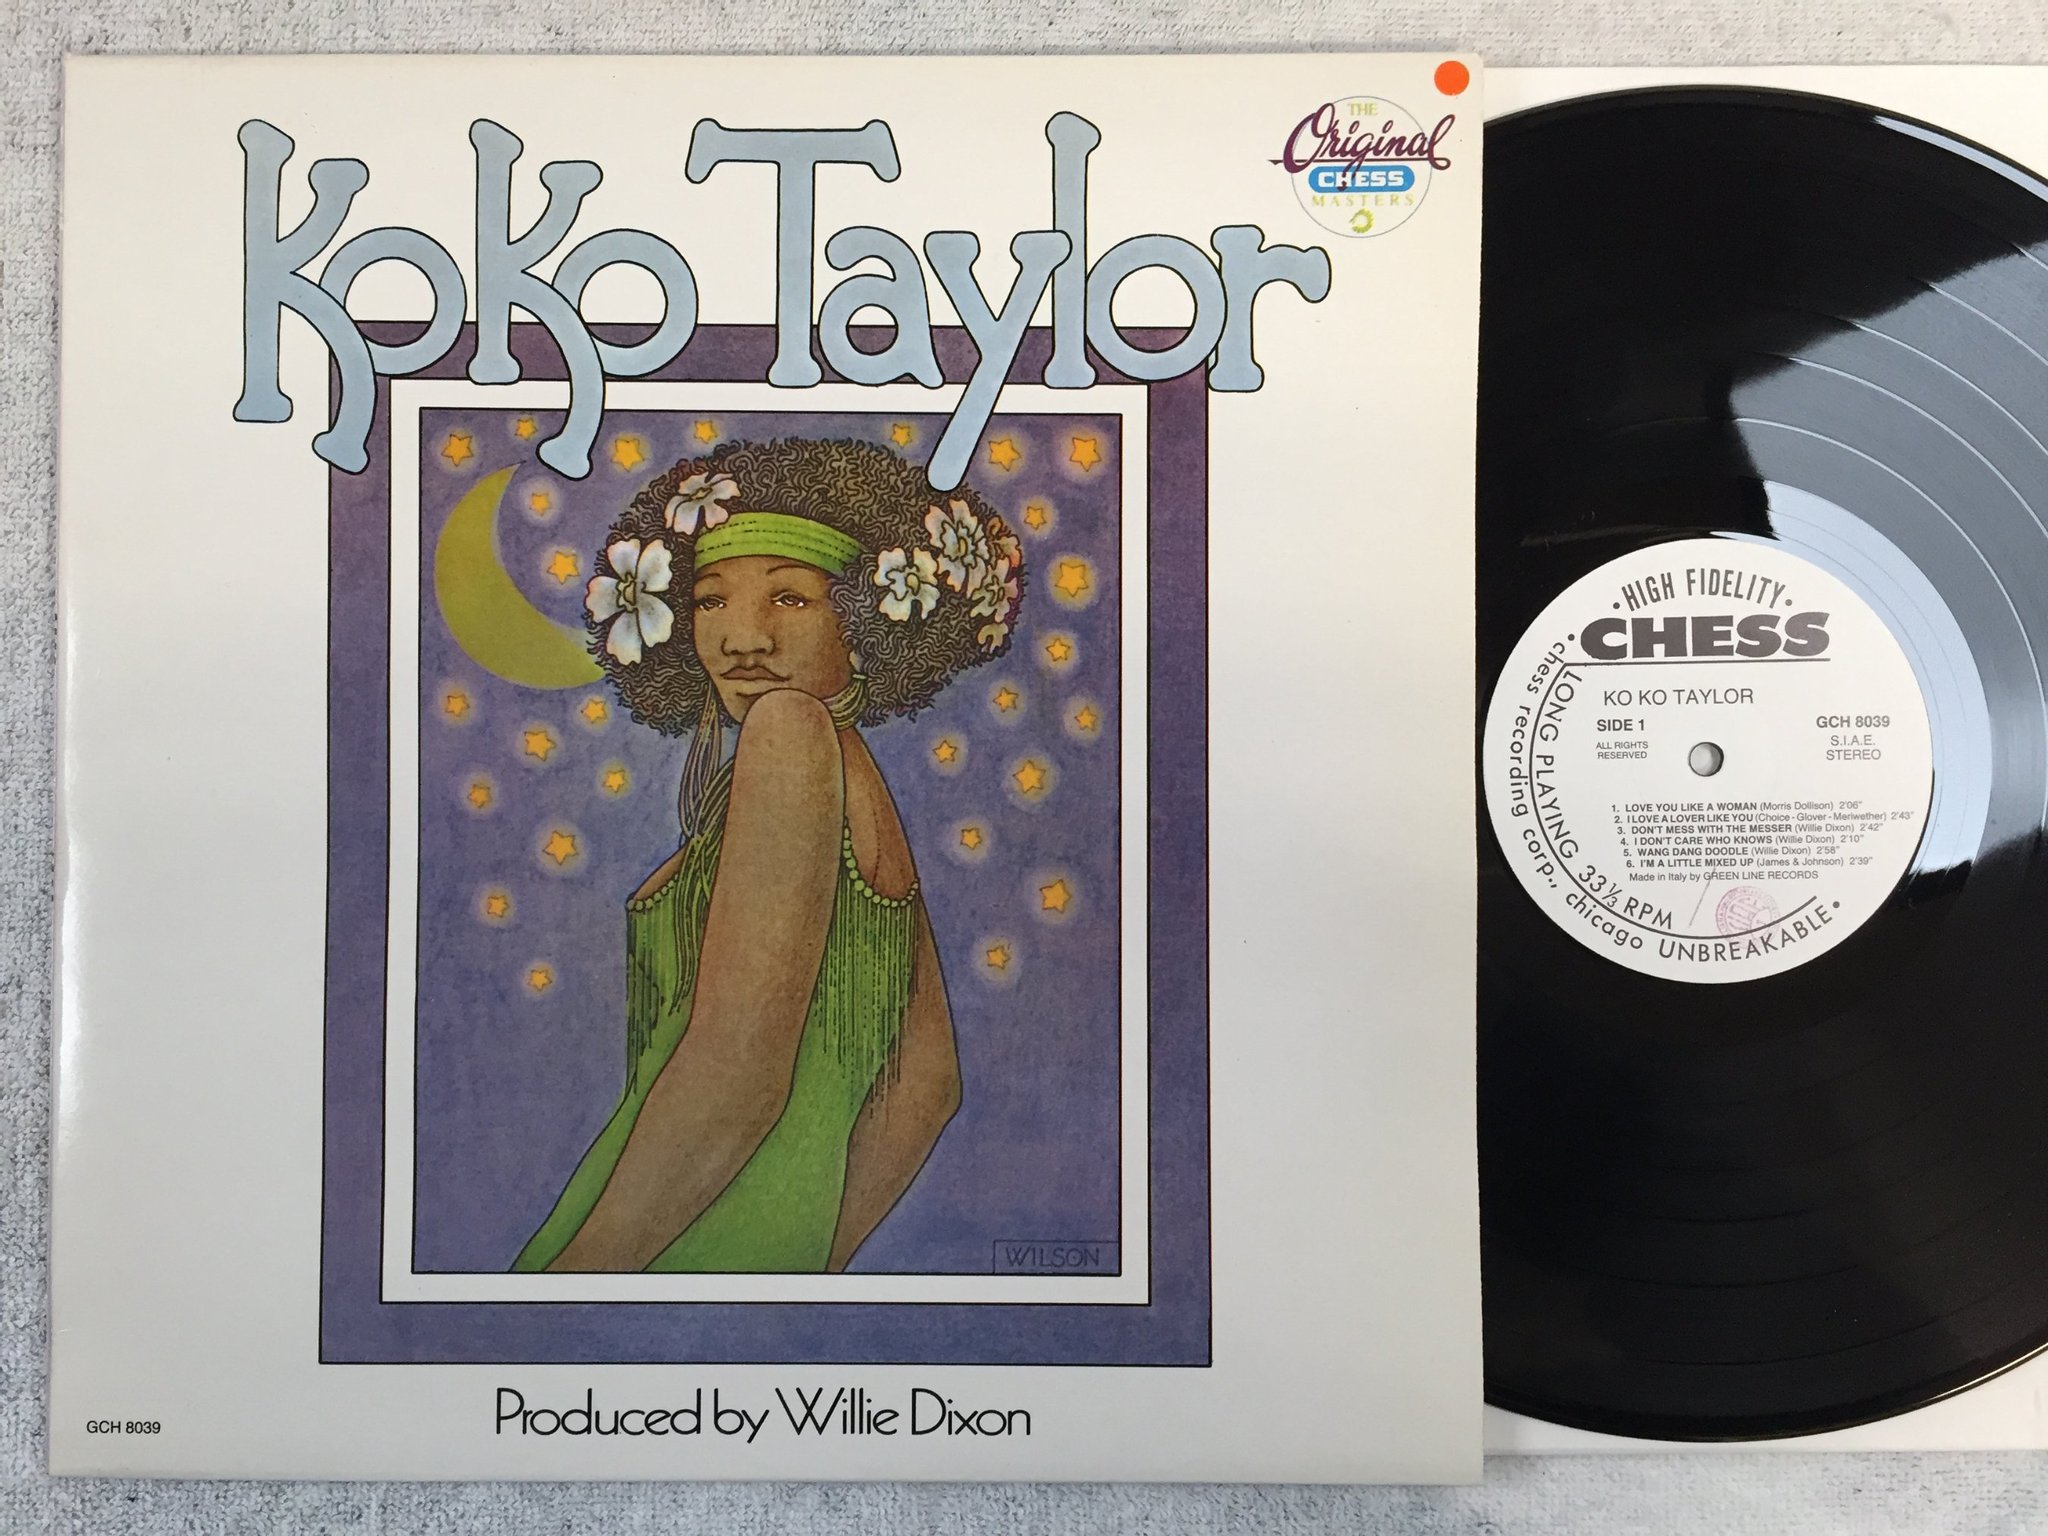 Koko Taylor
THE
Original
CHESS
MASTERS
WILSON
Produced by Willie Dixon
GCH 8039
• HIGH FIDELITY •
CHESS
KO KO TAYLOR
SIDE 1
ALL RIGHTS
RESERVED
GCH 8039
S.I.A.E.
STEREO
1. LOVE YOU LIKE A WOMAN (Morris Dollison) 2'06"
2. I LOVE A LOVER LIKE YOU (Choice - Glover - Meriwether) 2'43"
3. DON'T MESS WITH THE MESSER (Willie Dixon) 2'42"
4. I DON'T CARE WHO KNOWS (Willie Dixon) 2'10"
5. WANG DANG DOODLE (Willie Dixon) 2'58"
6. I'M A LITTLE MIXED UP (James & Johnson) 2'39"
Made in Italy by GREEN LINE RECORDS
LONG PLAYING 33 1/3 RPM
• chess recording corp., chicago UNBREAKABLE •